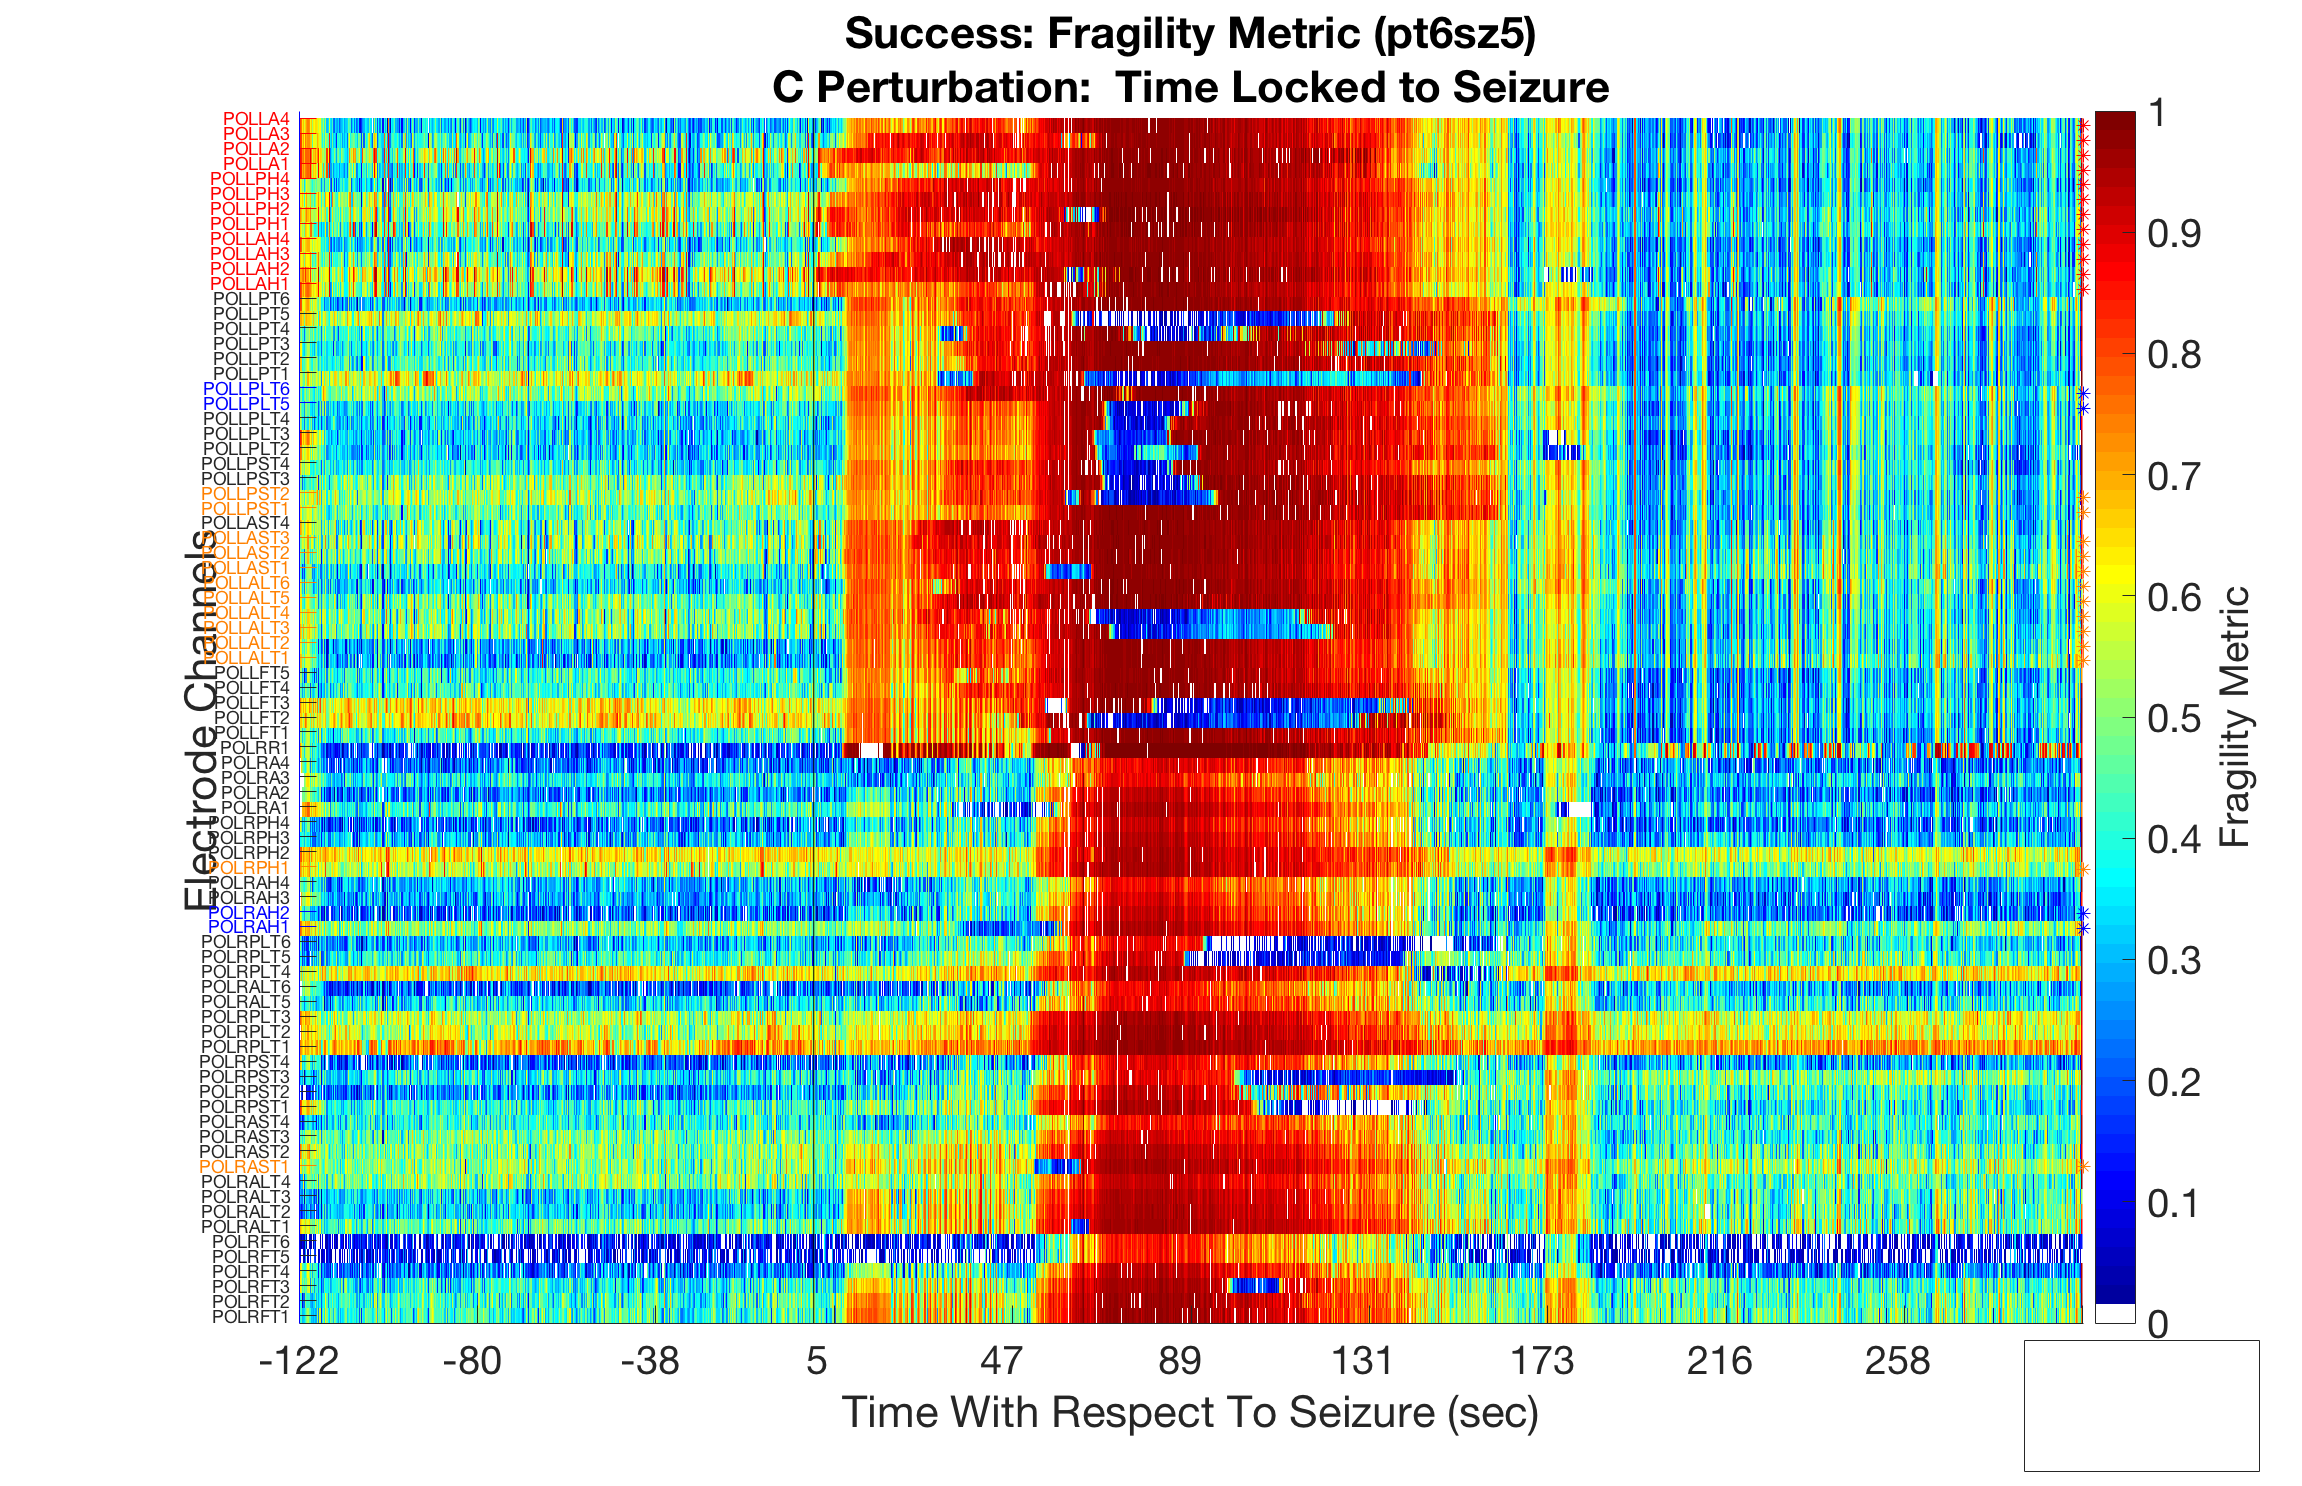 Success: Fragility Metric (pt6sz5)
C Perturbation:  Time Locked to Seizure
POLLA4
POLLA3
POLLA2
POLLA1
POLLPH4
POLLPH3
POLLPH2
POLLPH1
POLLAH4
POLLAH3
POLLAH2
POLLAH1
POLLPT6
POLLPT5
POLLPT4
POLLPT3
POLLPT2
POLLPT1
POLLPLT6
POLLPLT5
POLLPLT4
POLLPLT3
POLLPLT2
POLLPST4
POLLPST3
POLLPST2
POLLPST1
POLLAST4
POLLAST3
POLLAST2
POLLAST1
POLLALT6
POLLALT5
POLLALT4
POLLALT3
POLLALT2
POLLALT1
POLLFT5
POLLFT4
POLLFT3
POLLFT2
POLLFT1
POLRR1
POLRA4
POLRA3
POLRA2
POLRA1
POLRPH4
POLRPH3
POLRPH2
POLRPH1
POLRAH4
POLRAH3
POLRAH2
POLRAH1
POLRPLT6
POLRPLT5
POLRPLT4
POLRALT6
POLRALT5
POLRPLT3
POLRPLT2
POLRPLT1
POLRPST4
POLRPST3
POLRPST2
POLRPST1
POLRAST4
POLRAST3
POLRAST2
POLRAST1
POLRALT4
POLRALT3
POLRALT2
POLRALT1
POLRFT6
POLRFT5
POLRFT4
POLRFT3
POLRFT2
POLRFT1
Electrode Channels
-122
-80
-38
5
47
89
131
173
216
258
Time With Respect To Seizure (sec)
1
0.9
0.8
0.7
0.6
0.5
0.4
0.3
0.2
0.1
0
Fragility Metric